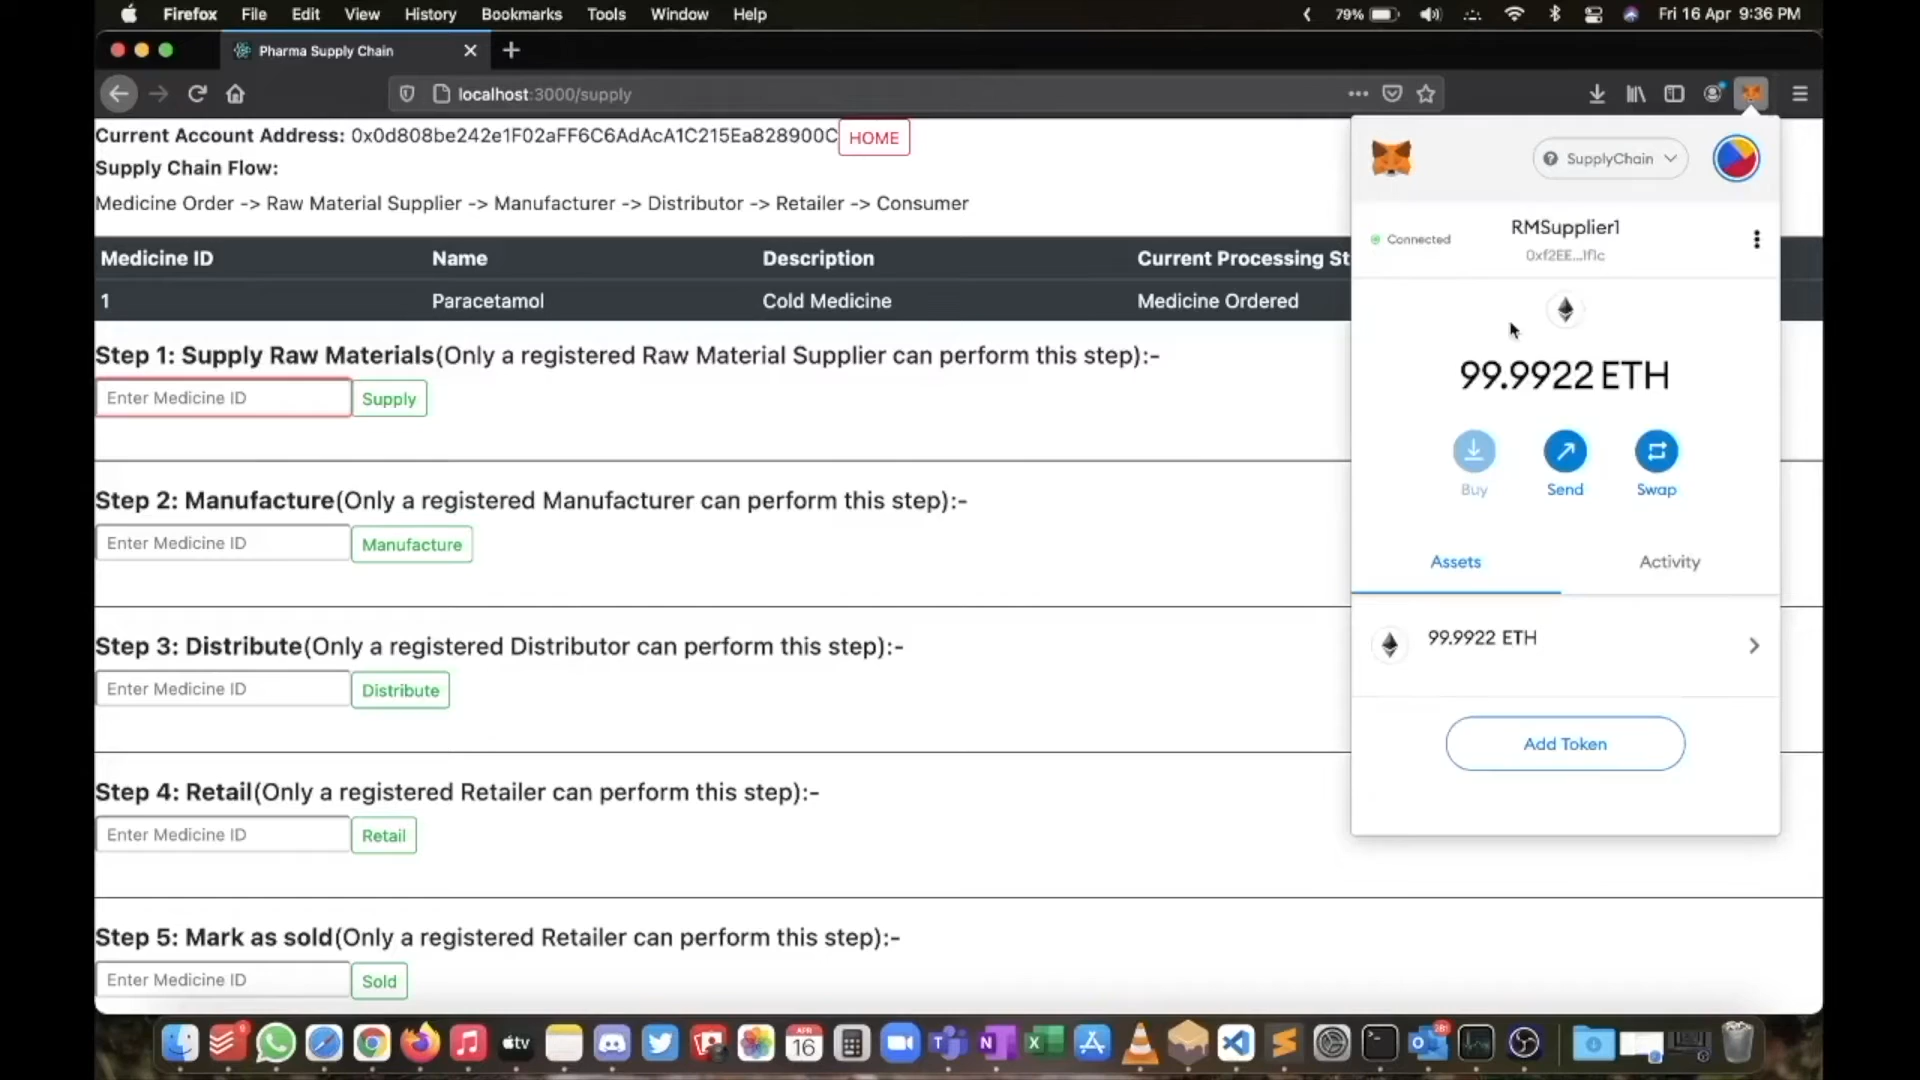 Firefox File Edit View History Bookmarks Tools Window Help 79% Fri 16 Apr 9:36 PM
Pharma Supply Chain
localhost:3000/supply
Current Account Address: 0x0d808be242e1F02aFF6C6AdAcA1C215Ea828900C HOME
Supply Chain Flow:
Medicine Order -> Raw Material Supplier -> Manufacturer -> Distributor -> Retailer -> Consumer
Medicine ID Name Description Current Processing St
1 Paracetamol Cold Medicine Medicine Ordered
Step 1: Supply Raw Materials(Only a registered Raw Material Supplier can perform this step):-
Enter Medicine ID Supply
Step 2: Manufacture(Only a registered Manufacturer can perform this step):-
Enter Medicine ID Manufacture
Step 3: Distribute(Only a registered Distributor can perform this step):-
Enter Medicine ID Distribute
Step 4: Retail(Only a registered Retailer can perform this step):-
Enter Medicine ID Retail
Step 5: Mark as sold(Only a registered Retailer can perform this step):-
Enter Medicine ID Sold
SupplyChain
Connected
RMSupplier1
0xf2EE...1f1c
99.9922 ETH
Buy Send Swap
Assets Activity
99.9922 ETH
Add Token
9 tv APR 16 281